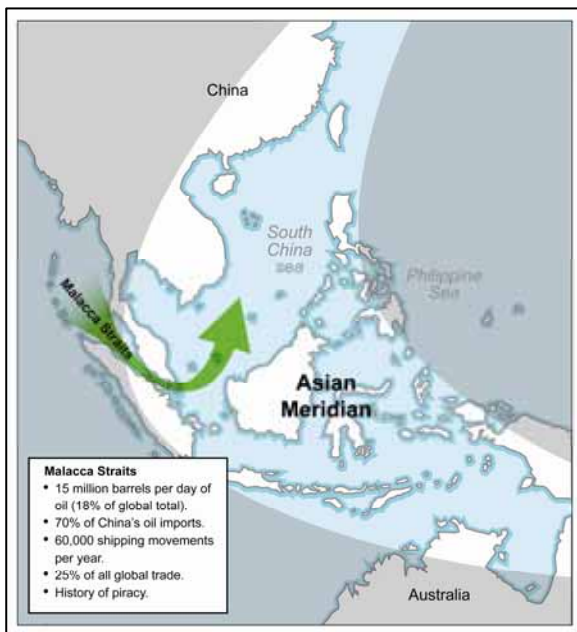 China
South
China
sea
Philippine
Sea
Malacca Straits
Asian
Meridian
Malacca Straits
• 15 million barrels per day of
oil (18% of global total).
• 70% of China's oil imports.
• 60,000 shipping movements
per year.
• 25% of all global trade.
• History of piracy.
Australia